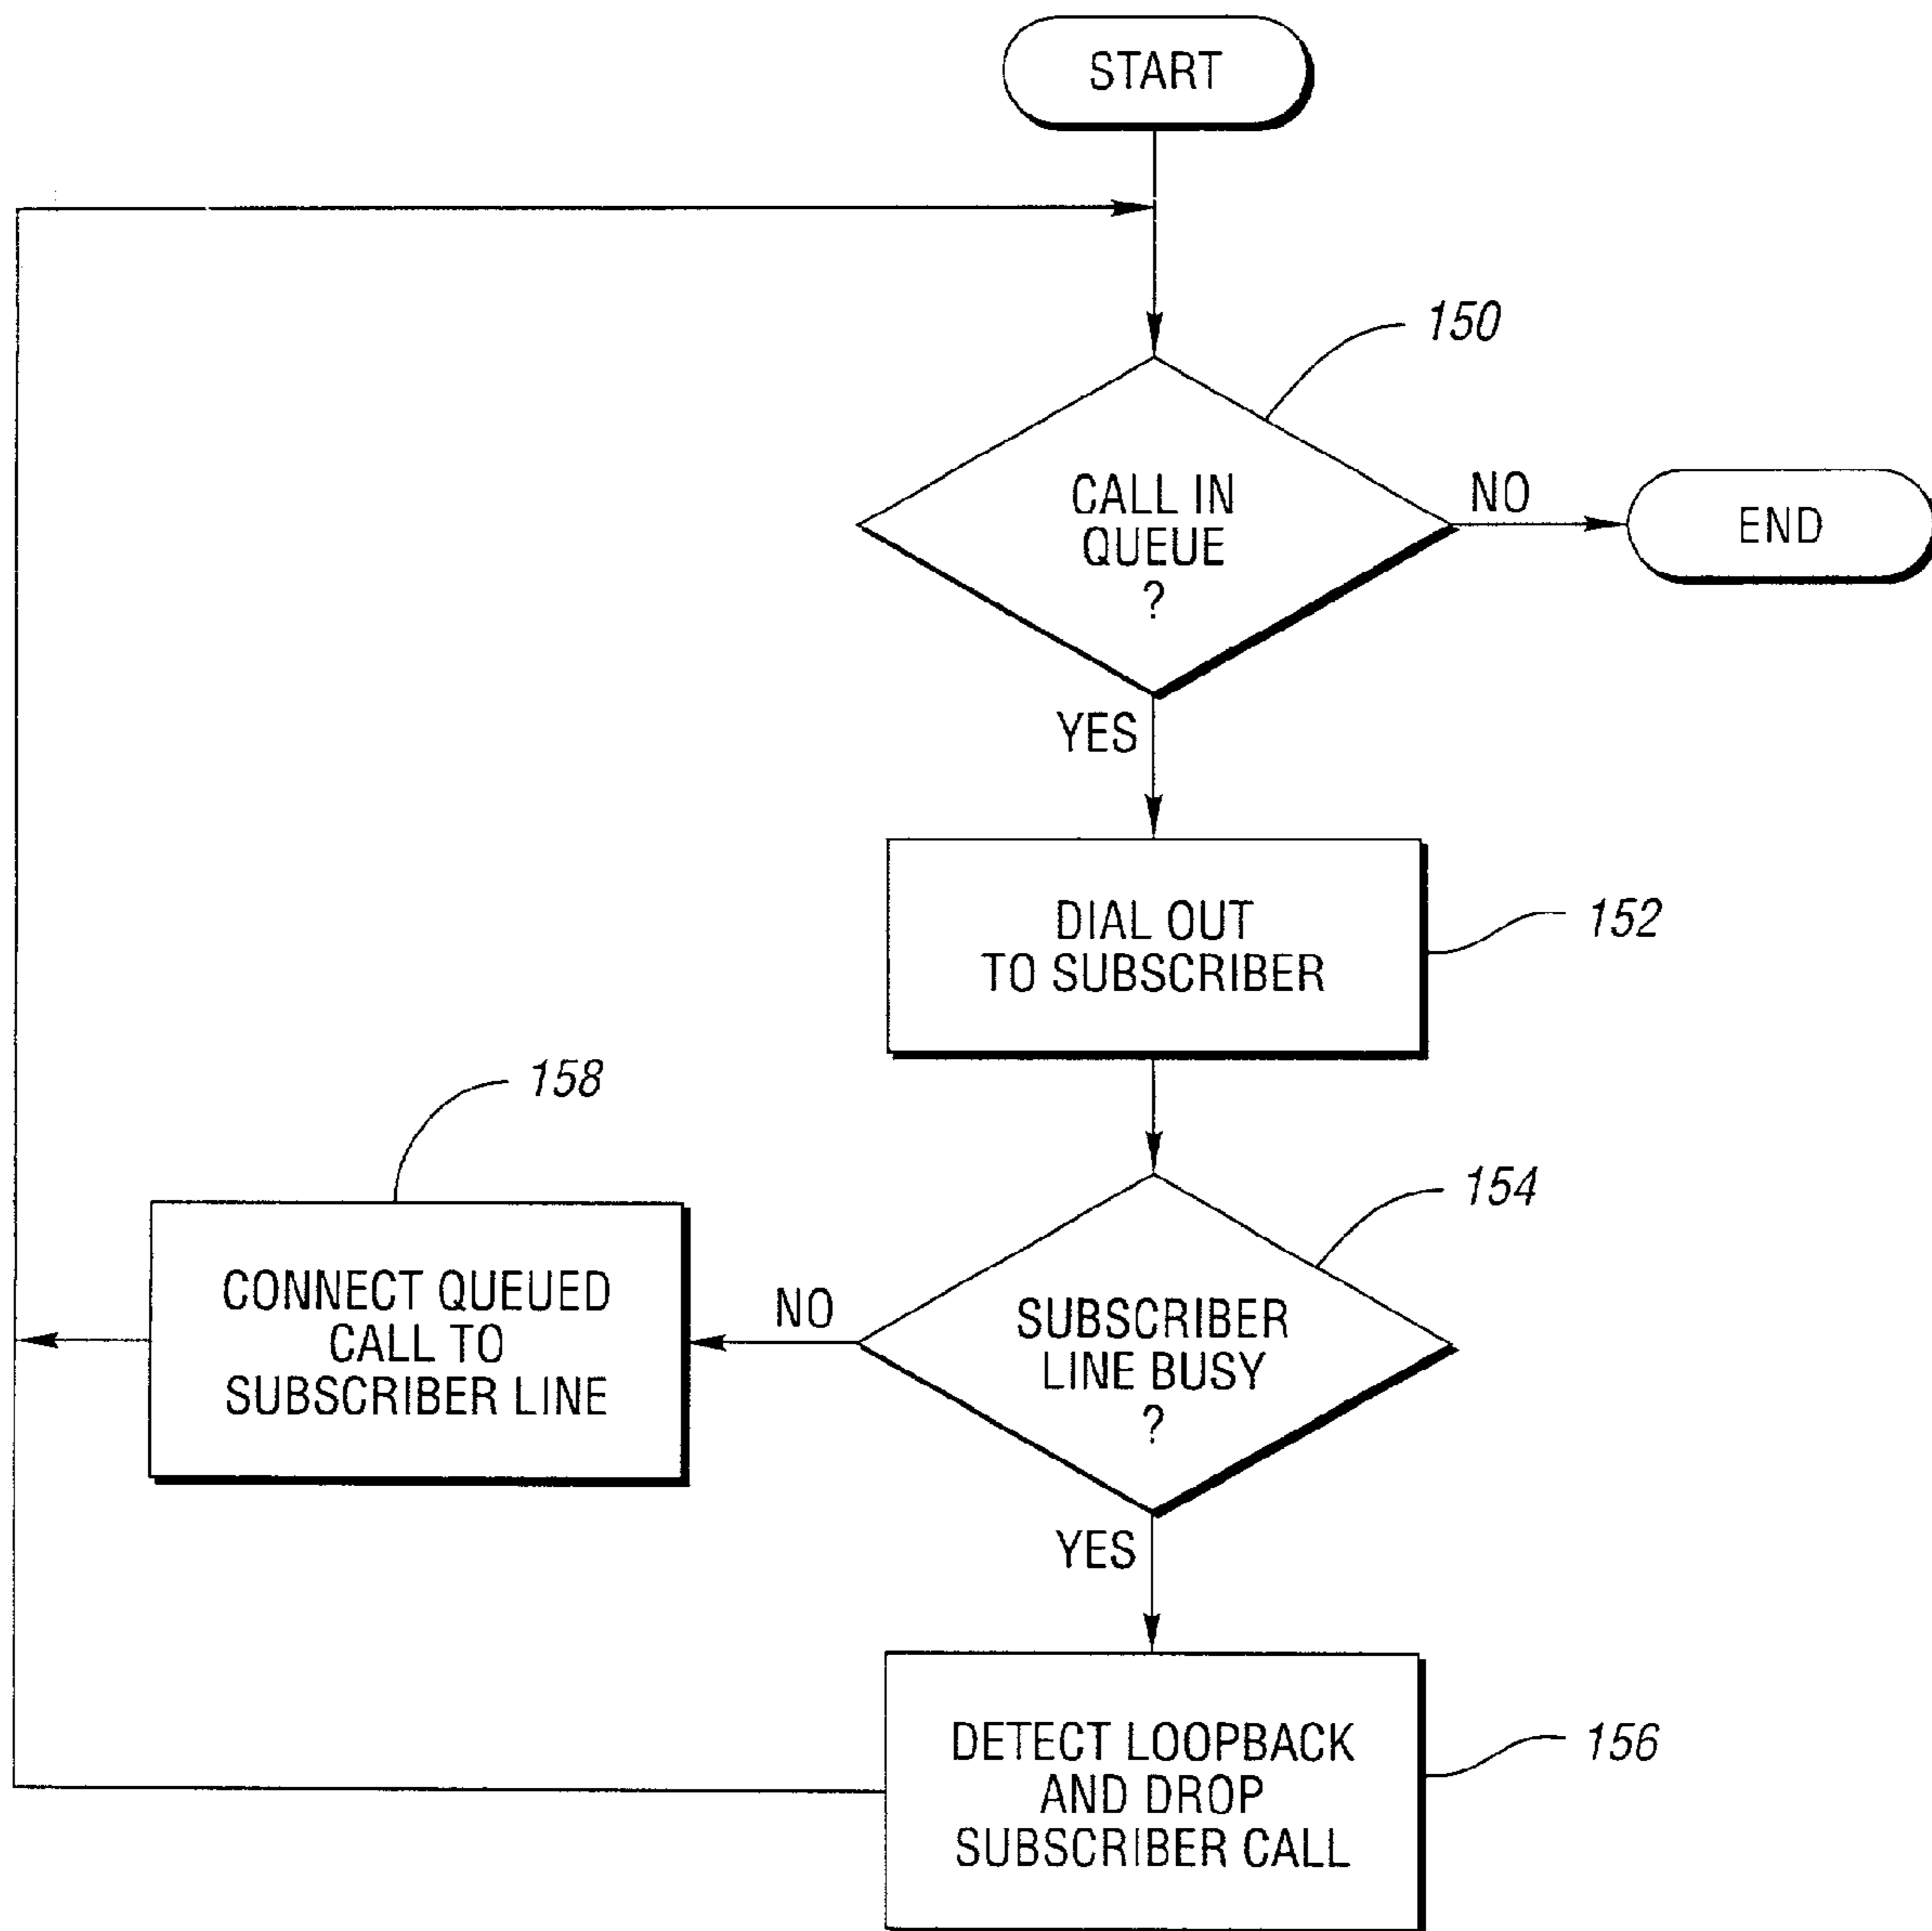 START
150
CALL IN
QUEUE
?
NO
END
YES
DIAL OUT
TO SUBSCRIBER
152
158
154
CONNECT QUEUED
CALL TO
SUBSCRIBER LINE
NO
SUBSCRIBER
LINE BUSY
?
YES
DETECT LOOPBACK
AND DROP
SUBSCRIBER CALL
156